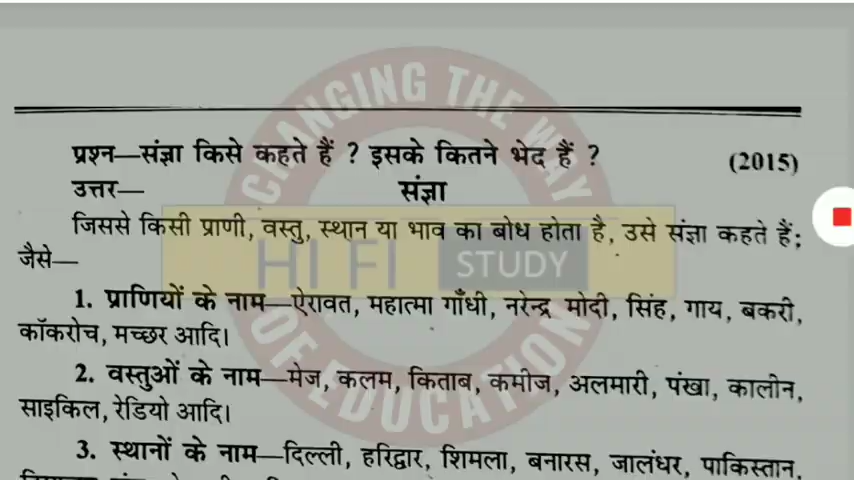 प्रश्न—संज्ञा किसे कहते हैं ? इसके कितने भेद हैं ? (2015)
उत्तर— संज्ञा
जिससे किसी प्राणी, वस्तु, स्थान या भाव का बोध होता है, उसे संज्ञा कहते हैं;
जैसे—
1. प्राणियों के नाम—ऐरावत, महात्मा गाँधी, नरेन्द्र मोदी, सिंह, गाय, बकरी,
कॉकरोच, मच्छर आदि।
2. वस्तुओं के नाम—मेज, कलम, किताब, कमीज, अलमारी, पंखा, कालीन,
साइकिल, रेडियो आदि।
3. स्थानों के नाम—दिल्ली, हरिद्वार, शिमला, बनारस, जालंधर, पाकिस्तान,
CHANGING THE WAY
HI FI STUDY
OF EDUCATION